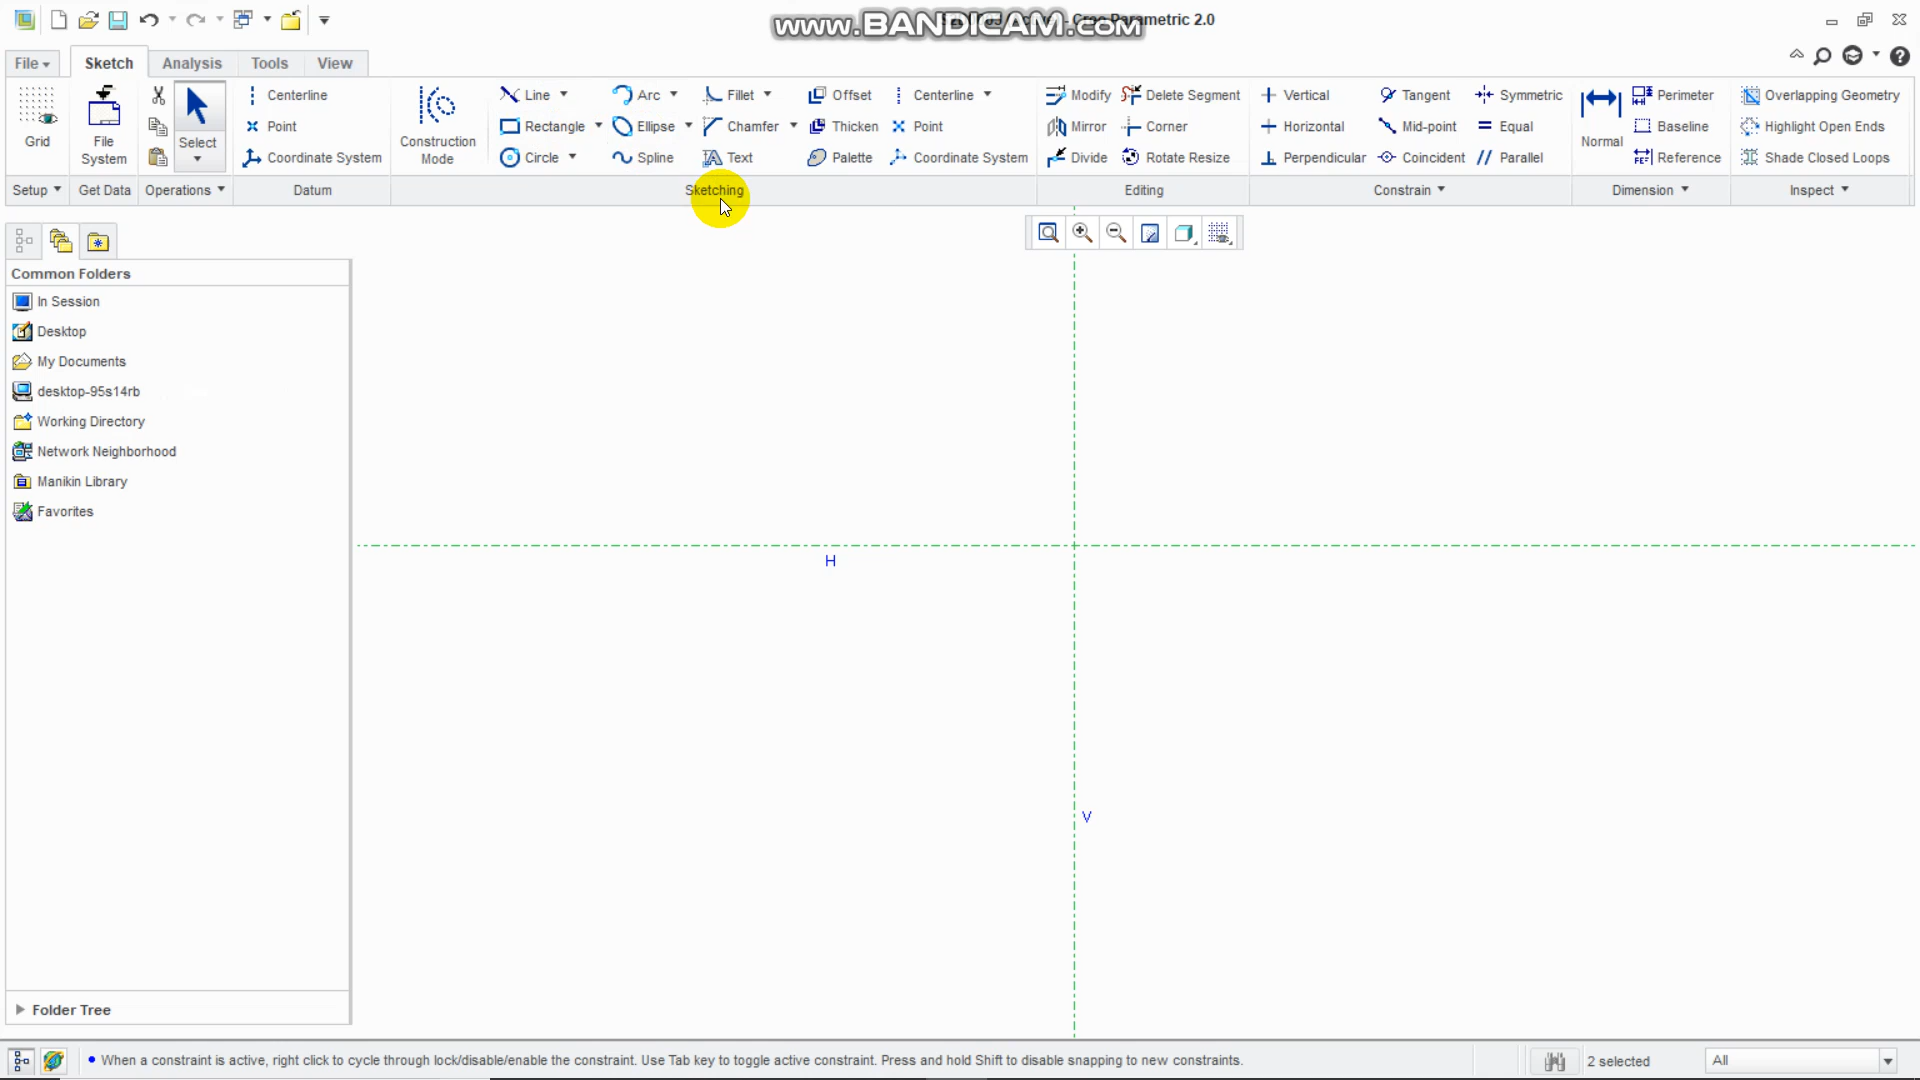 www.BANDICAM.com
- Creo Parametric 2.0
File
Sketch
Analysis
Tools
View
Grid
File System
Select
Centerline
Point
Coordinate System
Construction Mode
Line
Rectangle
Circle
Arc
Ellipse
Spline
Fillet
Chamfer
Text
Offset
Thicken
Palette
Centerline
Point
Coordinate System
Modify
Mirror
Divide
Delete Segment
Corner
Rotate Resize
Vertical
Horizontal
Perpendicular
Tangent
Mid-point
Coincident
Symmetric
Equal
Parallel
Normal
Perimeter
Baseline
Reference
Overlapping Geometry
Highlight Open Ends
Shade Closed Loops
Setup
Get Data
Operations
Datum
Sketching
Editing
Constrain
Dimension
Inspect
Common Folders
In Session
Desktop
My Documents
desktop-95s14rb
Working Directory
Network Neighborhood
Manikin Library
Favorites
Folder Tree
H
V
When a constraint is active, right click to cycle through lock/disable/enable the constraint. Use Tab key to toggle active constraint. Press and hold Shift to disable snapping to new constraints.
2 selected
All